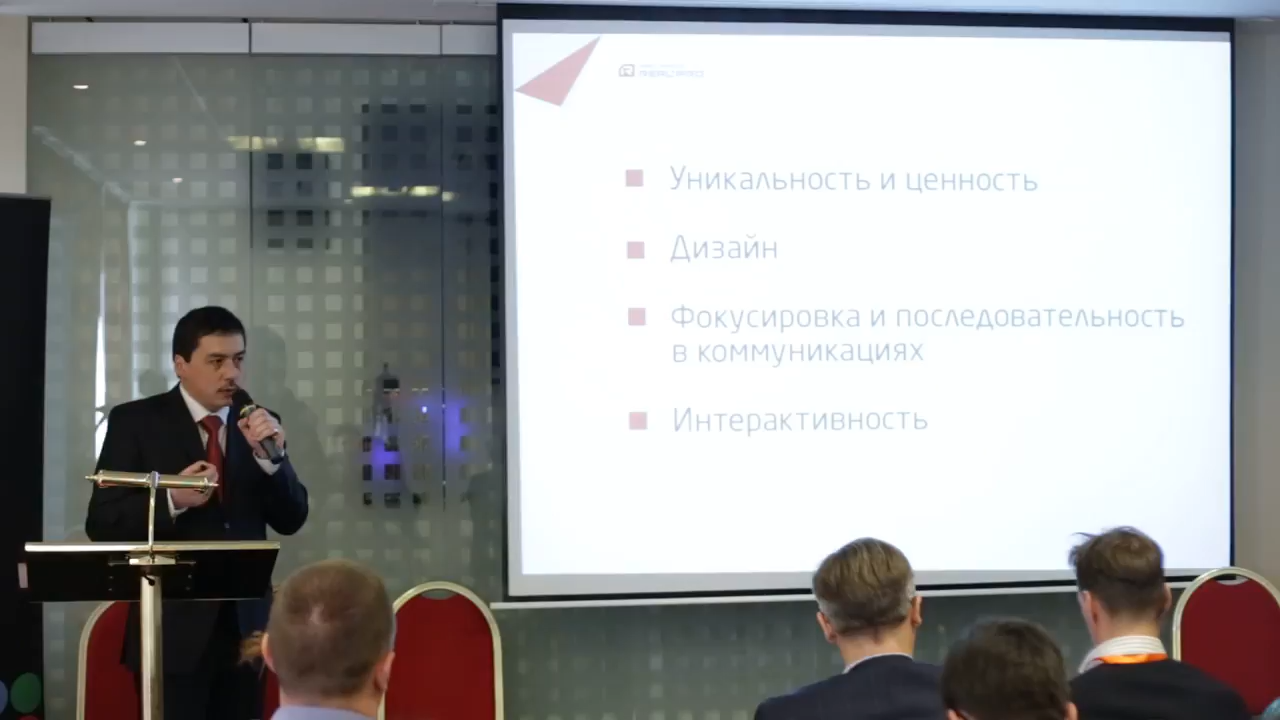 Уникальность и ценность
Дизайн
Фокусировка и последовательность
в коммуникациях
Интерактивность